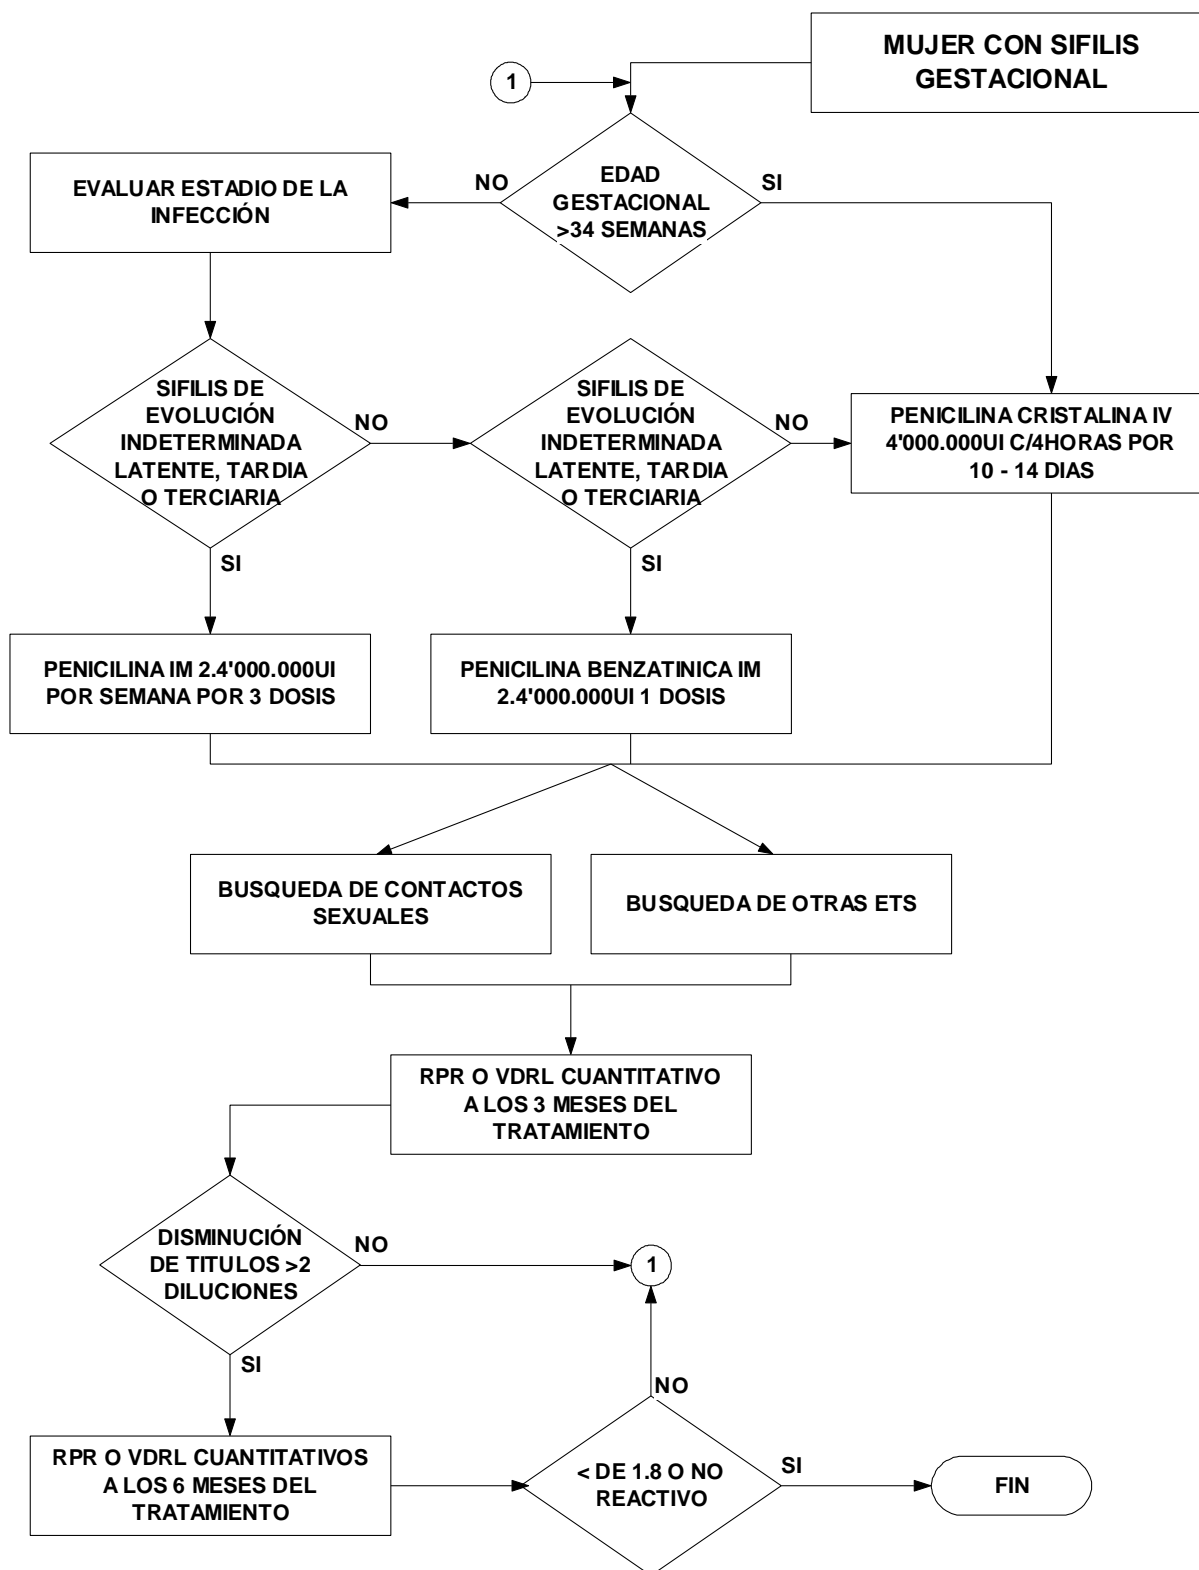 MUJER CON SIFILIS
GESTACIONAL
1
EDAD
GESTACIONAL
>34 SEMANAS
NO
SI
EVALUAR ESTADIO DE LA
INFECCIÓN
SIFILIS DE
EVOLUCIÓN
INDETERMINADA
LATENTE, TARDIA
O TERCIARIA
NO
SI
SIFILIS DE
EVOLUCIÓN
INDETERMINADA
LATENTE, TARDIA
O TERCIARIA
NO
SI
PENICILINA CRISTALINA IV
4'000.000UI C/4HORAS POR
10 - 14 DIAS
PENICILINA IM 2.4'000.000UI
POR SEMANA POR 3 DOSIS
PENICILINA BENZATINICA IM
2.4'000.000UI 1 DOSIS
BUSQUEDA DE CONTACTOS
SEXUALES
BUSQUEDA DE OTRAS ETS
RPR O VDRL CUANTITATIVO
A LOS 3 MESES DEL
TRATAMIENTO
DISMINUCIÓN
DE TITULOS >2
DILUCIONES
NO
1
SI
RPR O VDRL CUANTITATIVOS
A LOS 6 MESES DEL
TRATAMIENTO
NO
< DE 1.8 O NO
REACTIVO
SI
FIN